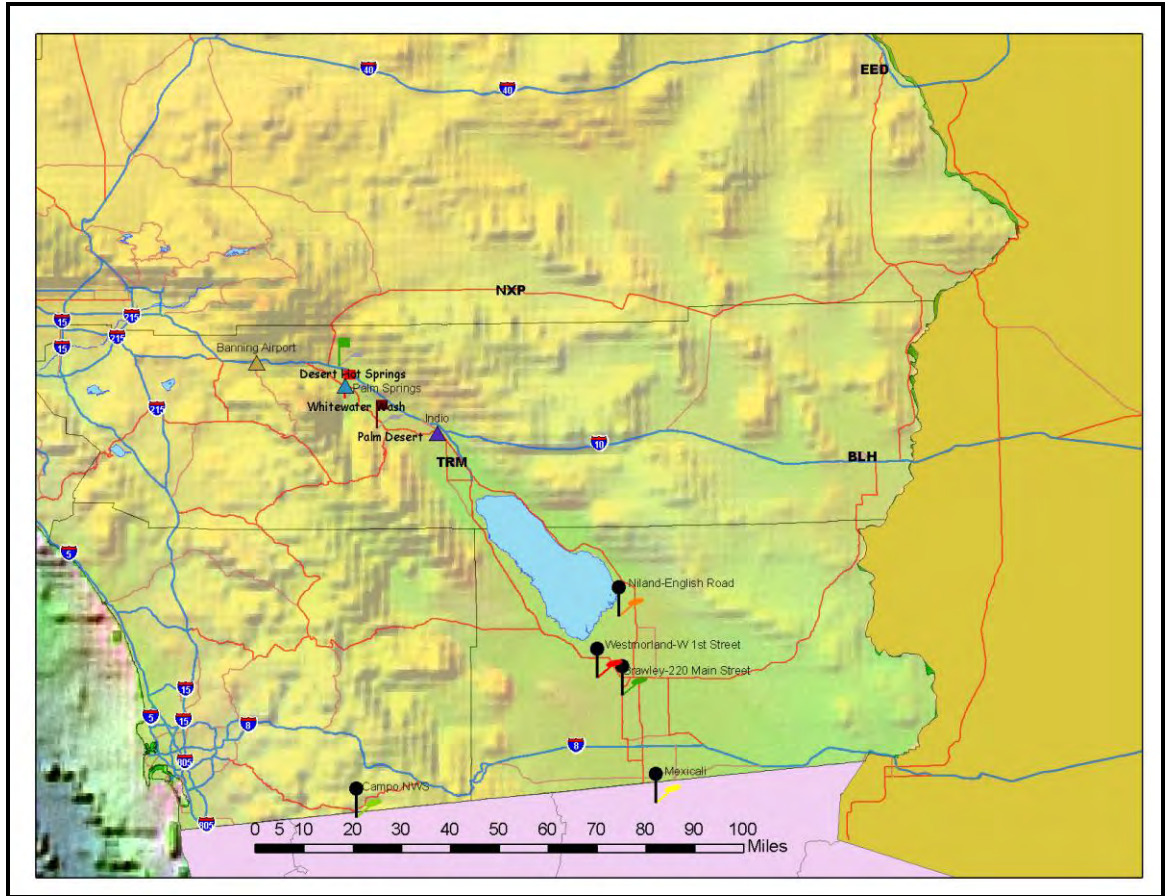 40
EED
40
NXP
15
215
15
215
Banning Airport
Desert Hot Springs
Palm Springs
215
Whitewater Wash
Indio
Palm Desert
10
TRM
BLH
5
Niland-English Road
Westmorland-W 1st Street
Brawley-220 Main Street
15
5
15
8
8
805
Mexicali
Campo NWS
805
0 5 10 20 30 40 50 60 70 80 90 100
Miles